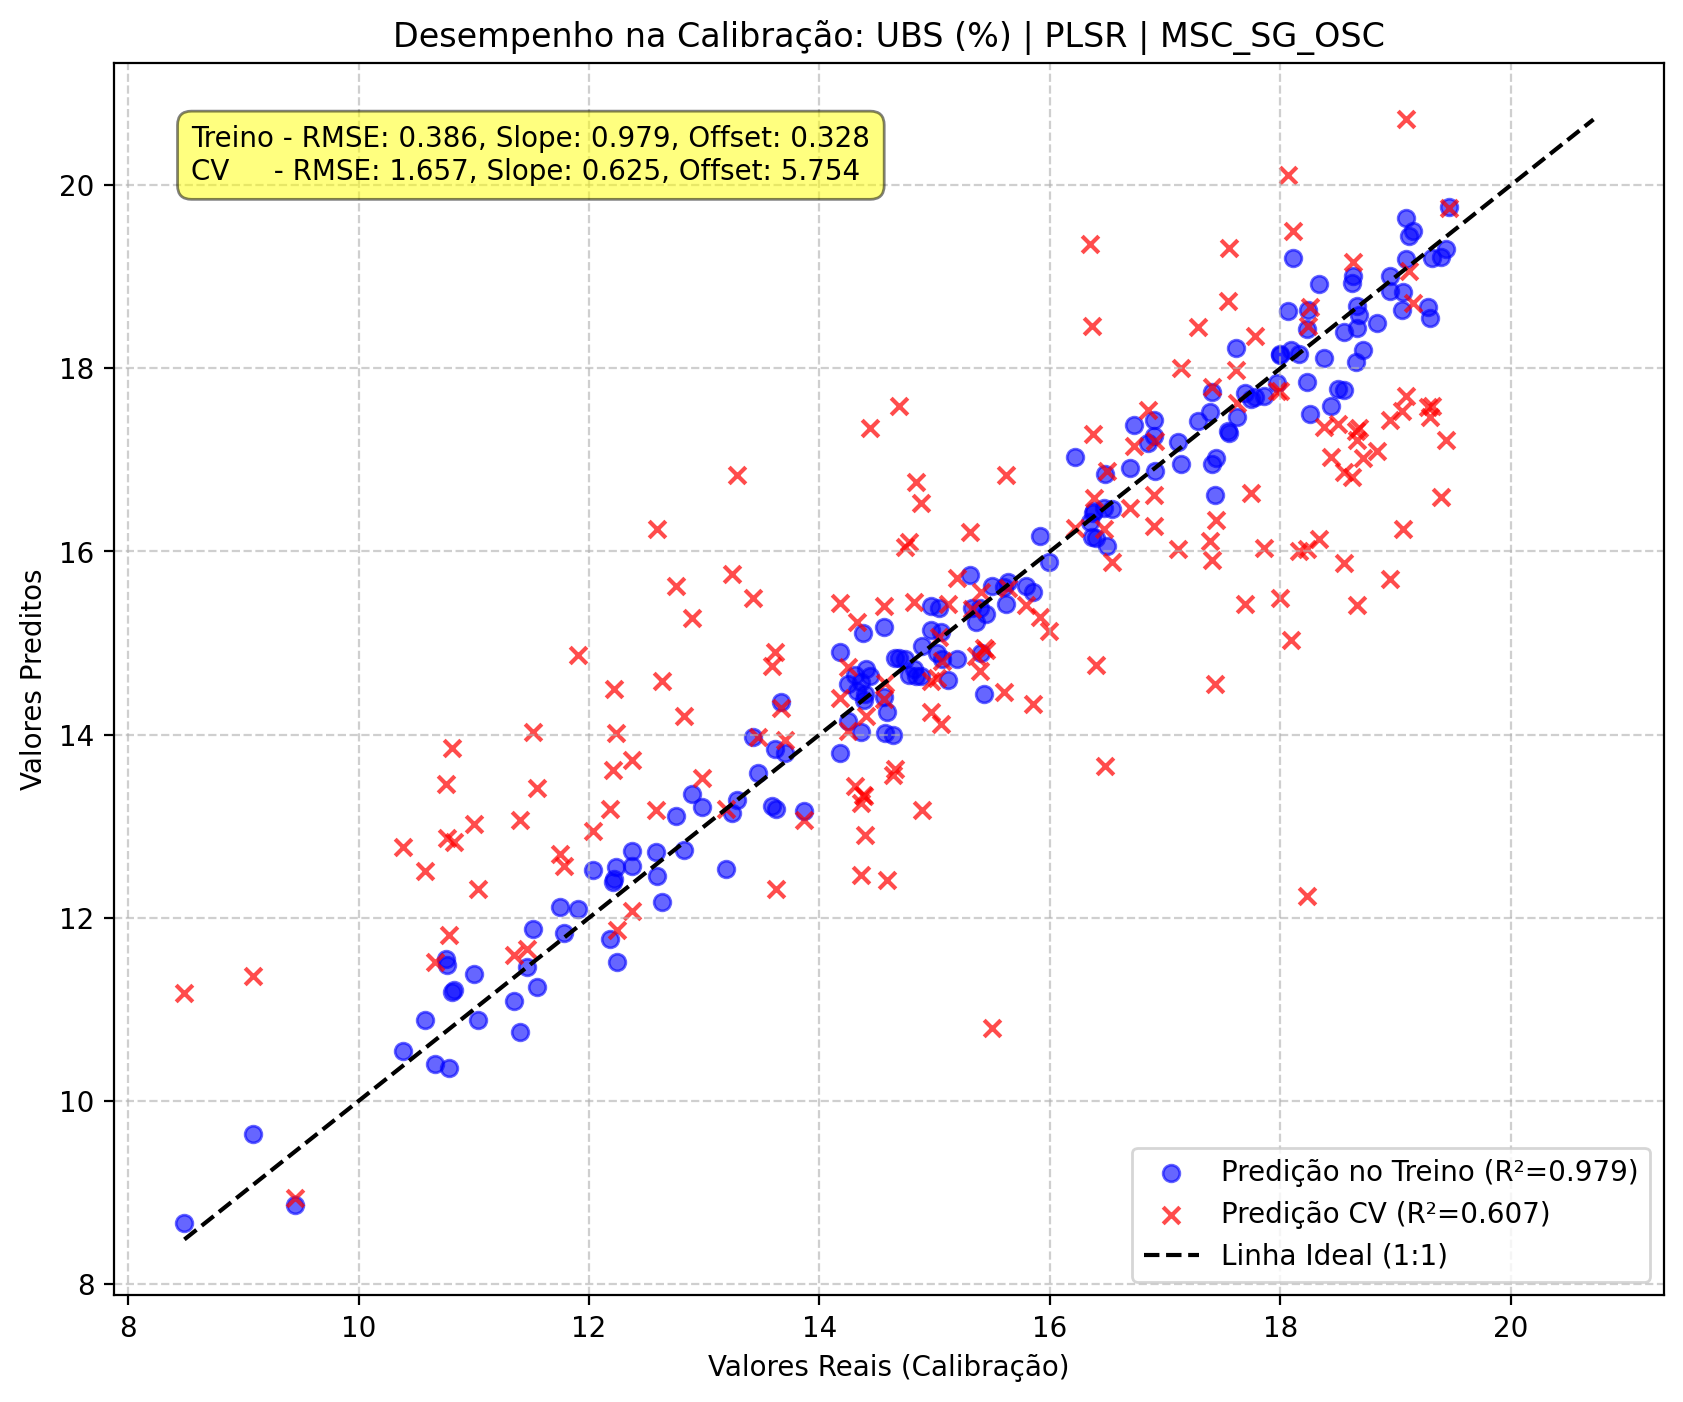 Desempenho na Calibração: UBS (%) | PLSR | MSC_SG_OSC
Treino - RMSE: 0.386, Slope: 0.979, Offset: 0.328
CV - RMSE: 1.657, Slope: 0.625, Offset: 5.754
Valores Preditos
20
18
16
14
12
10
8
Predição no Treino (R²=0.979)
Predição CV (R²=0.607)
Linha Ideal (1:1)
8 10 12 14 16 18 20
Valores Reais (Calibração)